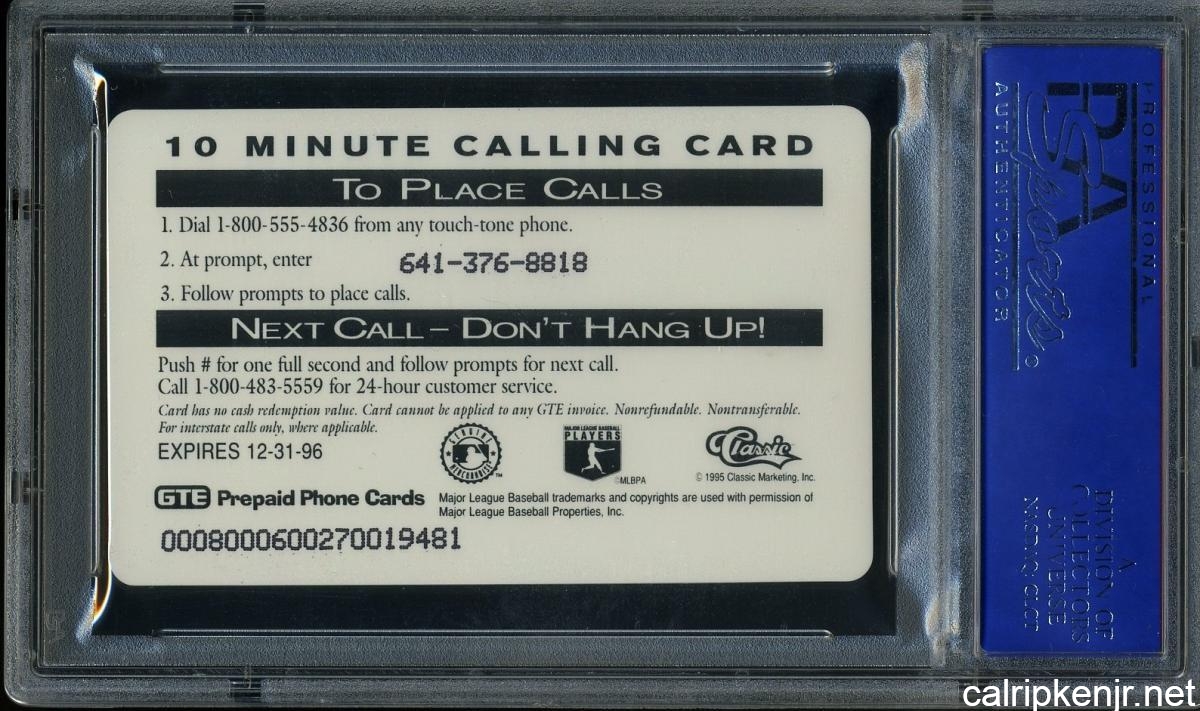 10 MINUTE CALLING CARD
TO PLACE CALLS
1. Dial 1-800-555-4836 from any touch-tone phone.
2. At prompt, enter 641-376-8818
3. Follow prompts to place calls.
NEXT CALL – DON'T HANG UP!
Push # for one full second and follow prompts for next call.
Call 1-800-483-5559 for 24-hour customer service.
Card has no cash redemption value. Card cannot be applied to any GTE invoice. Nonrefundable. Nontransferable.
For interstate calls only, where applicable.
EXPIRES 12-31-96
GENUINE MERCHANDISE ™
MAJOR LEAGUE BASEBALL
PLAYERS
©MLBPA
Classic
© 1995 Classic Marketing, Inc.
GTE Prepaid Phone Cards
Major League Baseball trademarks and copyrights are used with permission of
Major League Baseball Properties, Inc.
0008000600270019481
PROFESSIONAL
PSA
Sports
AUTHENTICATOR
A
DIVISION OF
COLLECTORS
UNIVERSE
NASDAQ: CLCT
calripkenjr.net